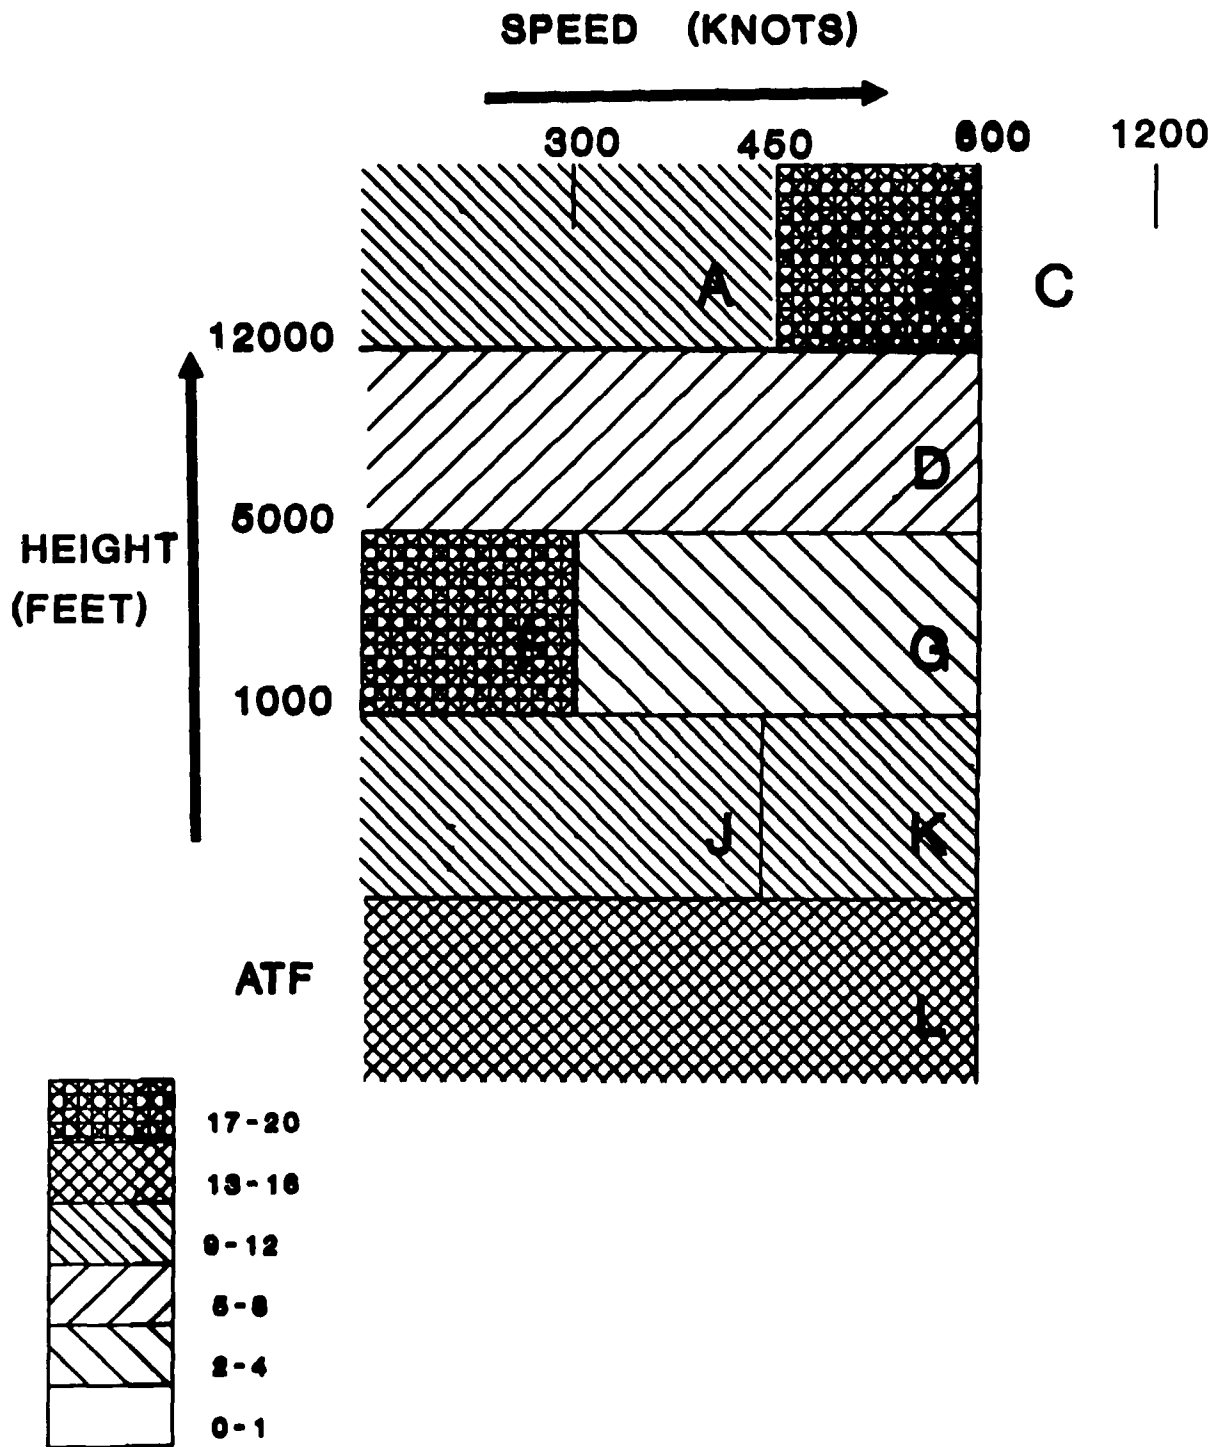 SPEED (KNOTS)
300 450 600 1200
A C
12000
D
5000
HEIGHT
(FEET)
G
1000
J K
ATF
L
17-20
13-16
9-12
5-8
2-4
0-1